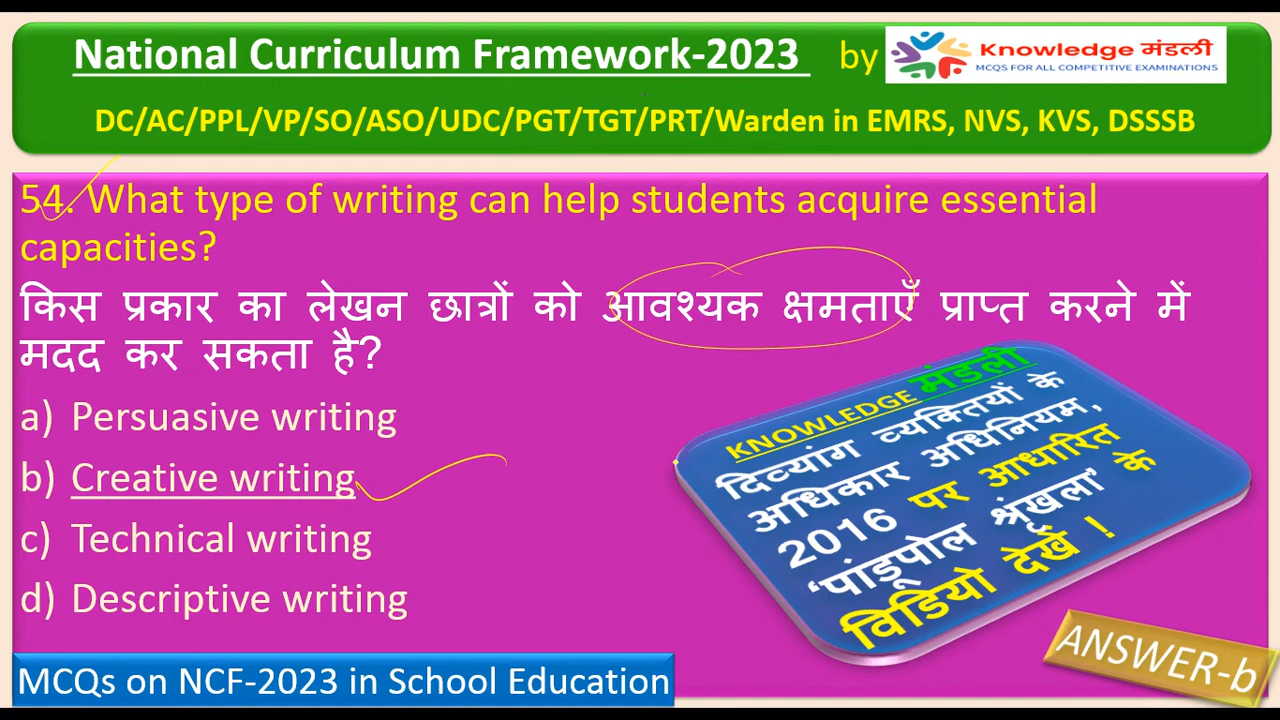 National Curriculum Framework-2023 by Knowledge मंडली
MCQS FOR ALL COMPETITIVE EXAMINATIONS
DC/AC/PPL/VP/SO/ASO/UDC/PGT/TGT/PRT/Warden in EMRS, NVS, KVS, DSSSB
54. What type of writing can help students acquire essential
capacities?
किस प्रकार का लेखन छात्रों को आवश्यक क्षमताएँ प्राप्त करने में
मदद कर सकता है?
a) Persuasive writing
b) Creative writing
c) Technical writing
d) Descriptive writing
KNOWLEDGE मंडली
दिव्यांग व्यक्तियों के
अधिकार अधिनियम,
2016 पर आधारित
‘पांडूपोल श्रृंखला’ के
विडियो देखें !
ANSWER-b
MCQs on NCF-2023 in School Education